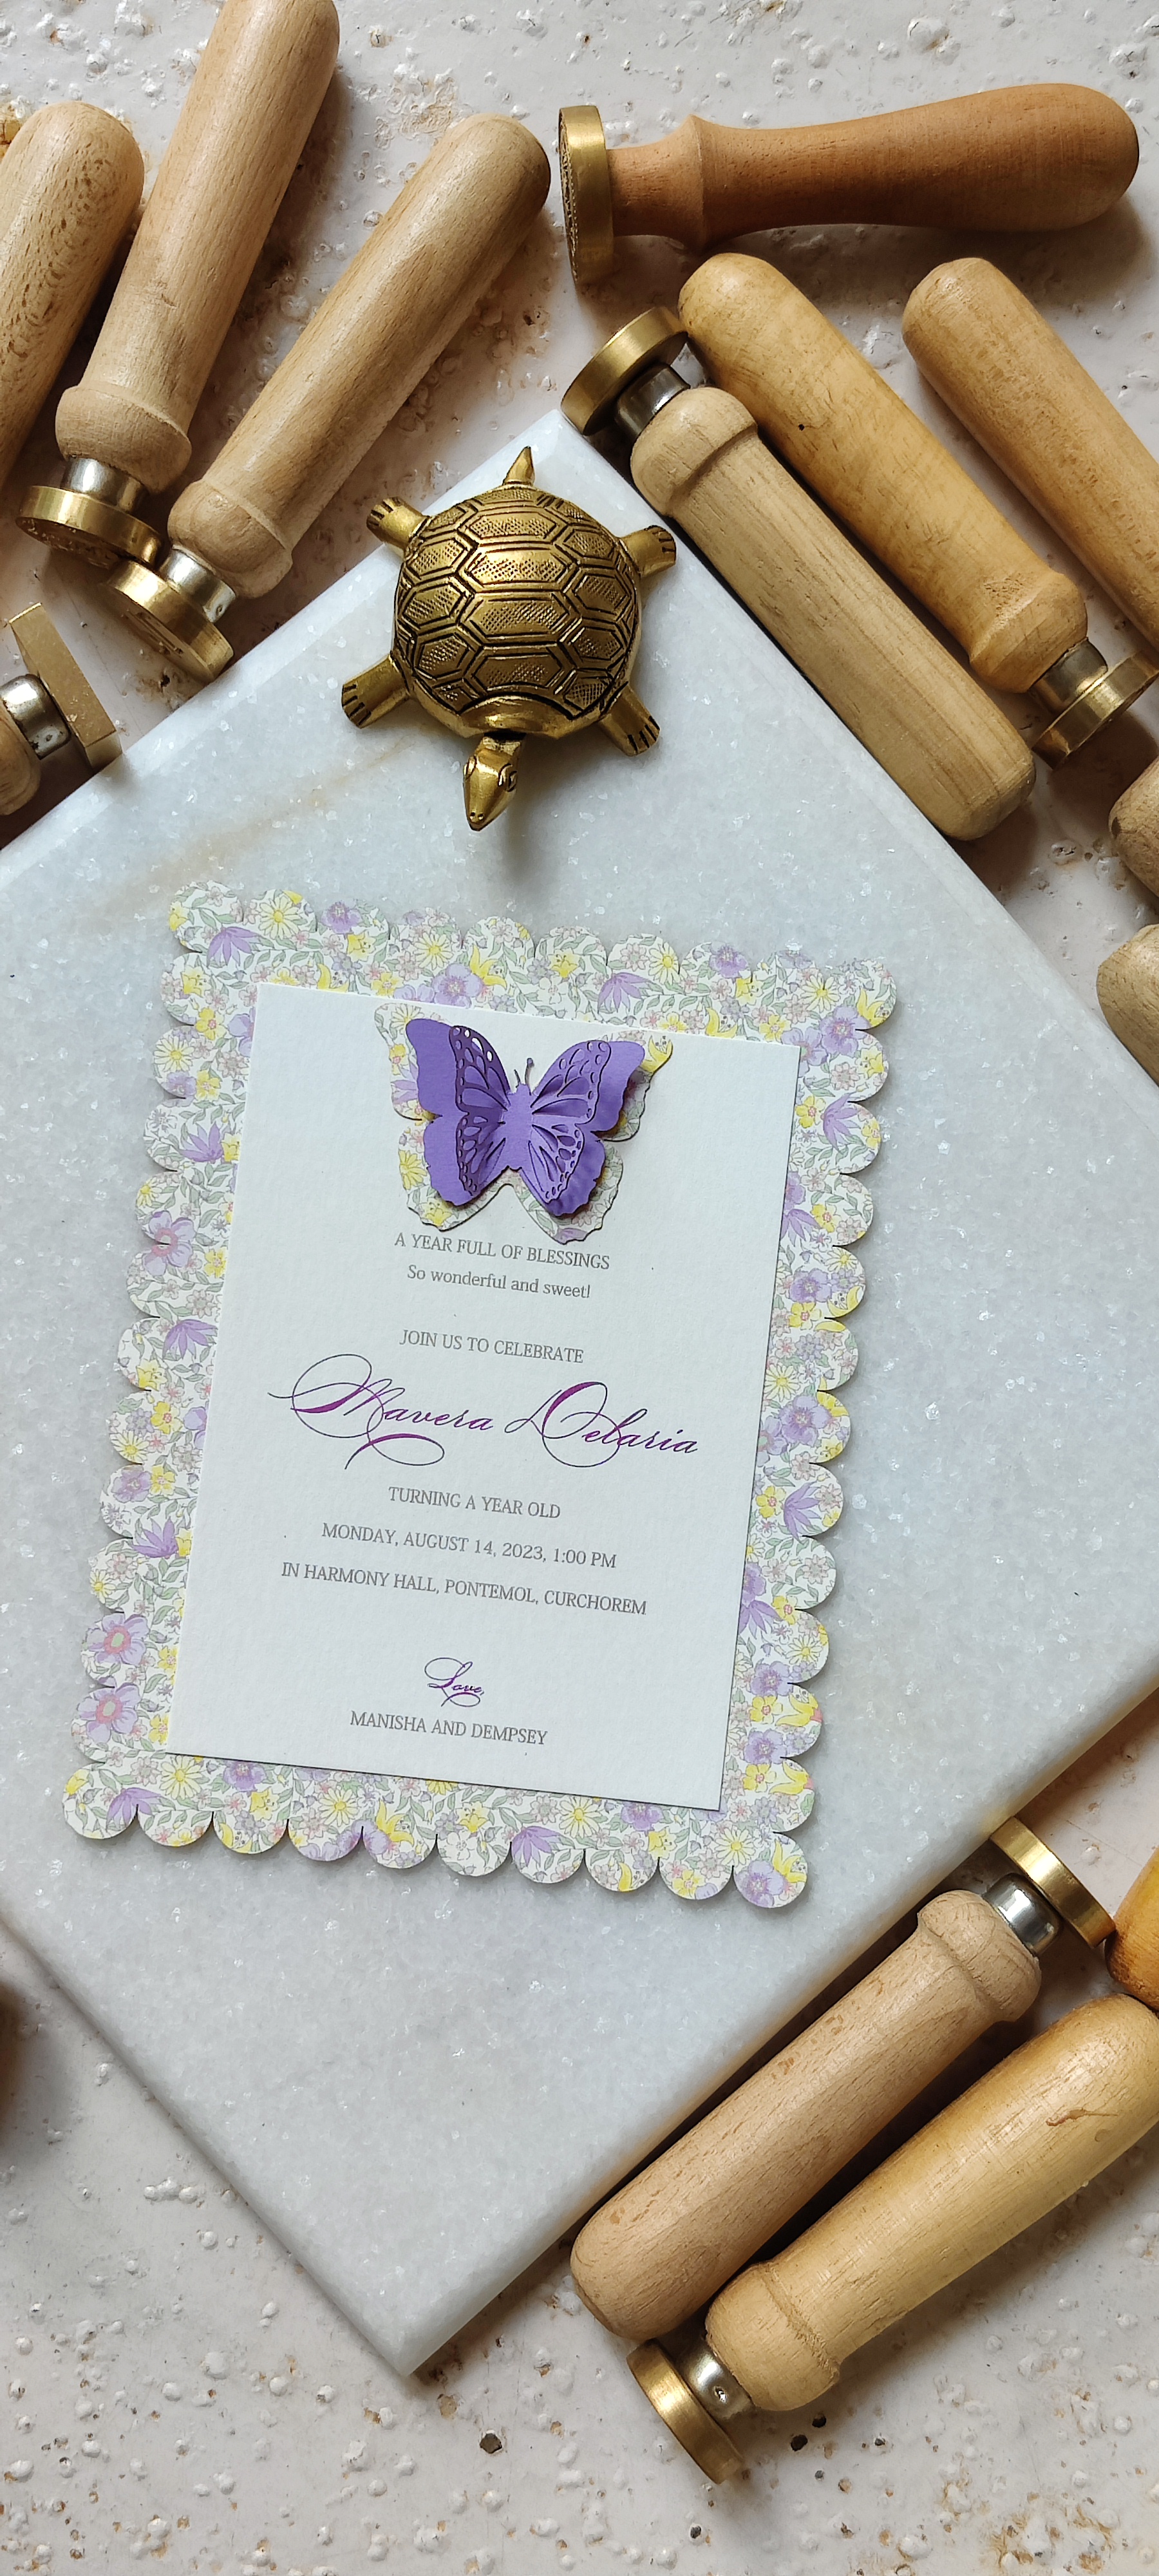 A YEAR FULL OF BLESSINGS
So wonderful and sweet!
JOIN US TO CELEBRATE
Mavera Delaria
TURNING A YEAR OLD
MONDAY, AUGUST 14, 2023, 1:00 PM
IN HARMONY HALL, PONTEMOL, CURCHOREM
Love,
MANISHA AND DEMPSEY